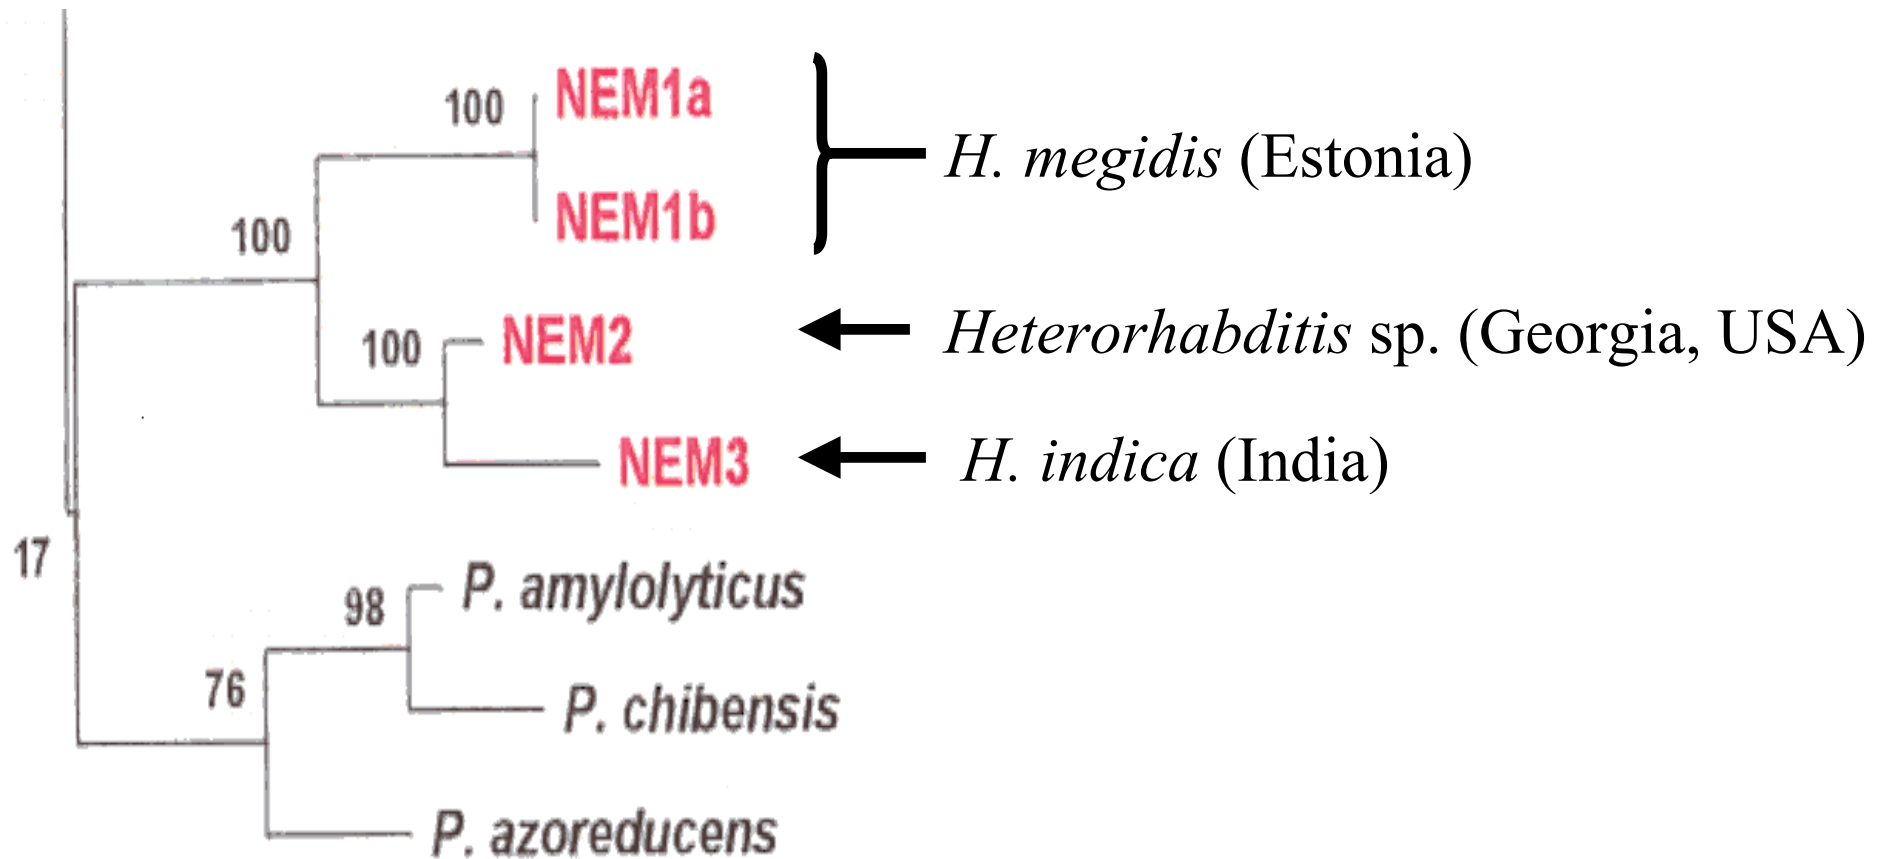 100 NEM1a
H. megidis (Estonia)
100 NEM1b
100 NEM2 Heterorhabditis sp. (Georgia, USA)
NEM3 H. indica (India)
17
98 P. amylolyticus
76
P. chibensis
P. azoreducens